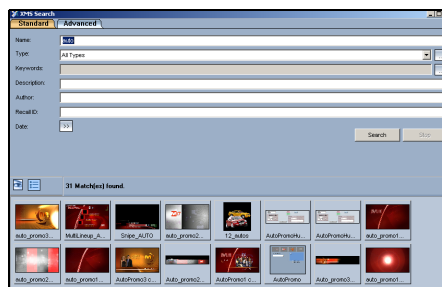 XMS Search
Standard Advanced
Name: auto
Type: All Types
Keywords:
Description:
Author:
Recall ID:
Date: >>
Search Stop
31 Match(es) found.
auto_promo3... MultiLineup_A... Snipe_AUTO auto_promo2... 12_autos AutoPromoHu... AutoPromoHu... auto_promo1...
auto_promo2... auto_promo1... AutoPromo3 c... Auto_promo2... AutoPromo1 c... AutoPromo Auto_promo3... auto_promo1...